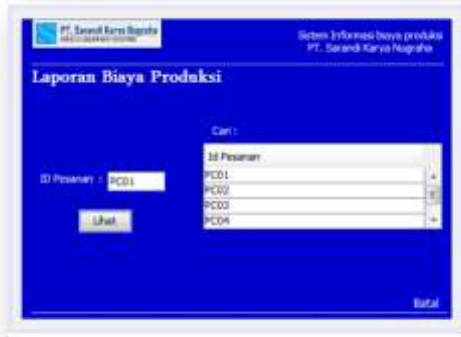 PT. Sarandi Karya Nugraha
Sistem Informasi biaya produksi
PT. Sarandi Karya Nugraha
Laporan Biaya Produksi
Cari :
Id Pesanan
ID Pesanan : PC01
PC01
PC02
PC03
PC04
Lihat
Batal